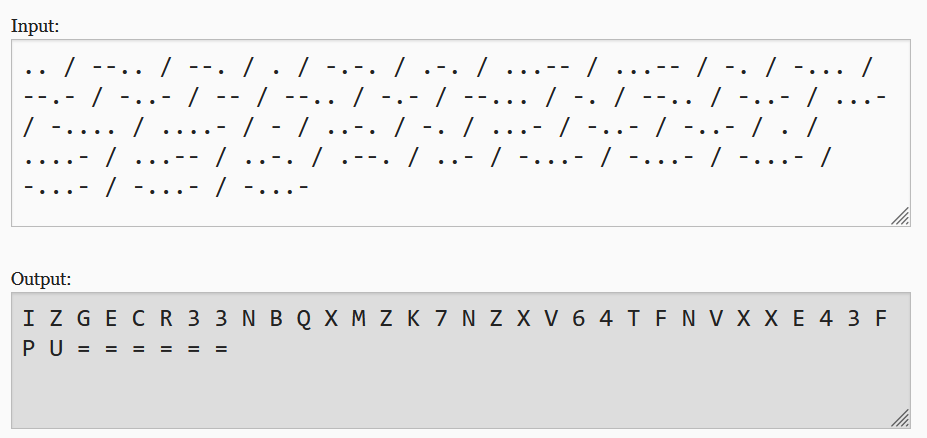 Input:
.. / --.. / --. / . / -.-. / .-. / ...-- / ...-- / -. / -... /
--.- / -..- / -- / --.. / -.- / --... / -. / --.. / -..- / ...-
/ -.... / ....- / - / ..-. / -. / ...- / -..- / -..- / . /
....- / ...-- / ..-. / .--. / ..- / -...- / -...- / -...- /
-...- / -...- / -...-
Output:
I Z G E C R 3 3 N B Q X M Z K 7 N Z X V 6 4 T F N V X X E 4 3 F
P U = = = = = =